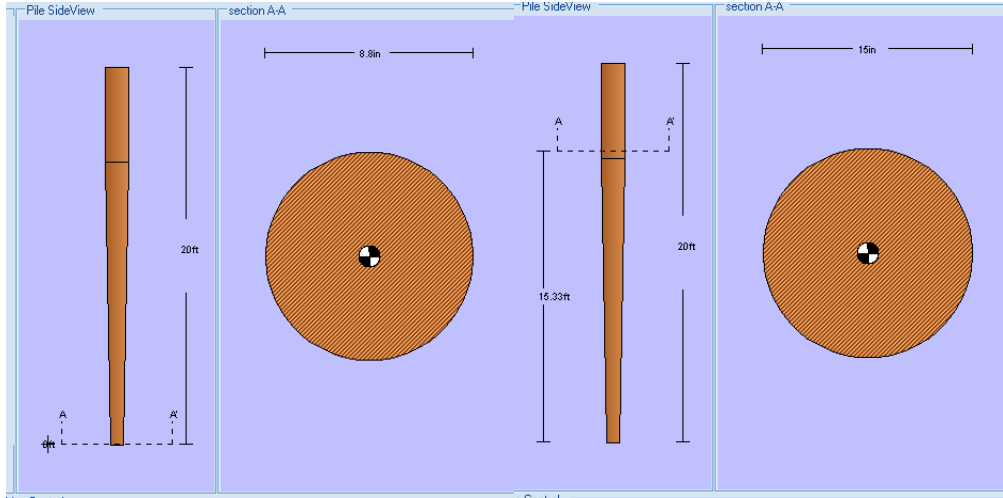 Pile SideView
section A-A
8.8in
20ft
A
A'
0ft
Pile SideView
section A-A
15in
A
A'
20ft
15.33ft